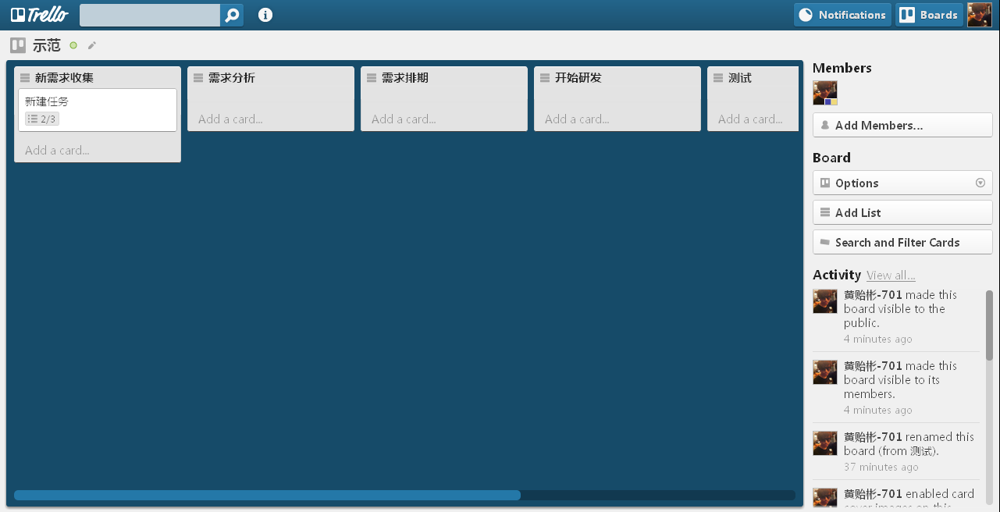 Trello
Notifications
Boards
示范
新需求收集
新建任务
2/3
Add a card...
需求分析
Add a card...
需求排期
Add a card...
开始研发
Add a card...
测试
Add a card...
Members
Add Members...
Board
Options
Add List
Search and Filter Cards
Activity View all...
黄贻彬-701 made this
board visible to the
public.
4 minutes ago
黄贻彬-701 made this
board visible to its
members.
4 minutes ago
黄贻彬-701 renamed this
board (from 测试).
37 minutes ago
黄贻彬-701 enabled card
cover images on this